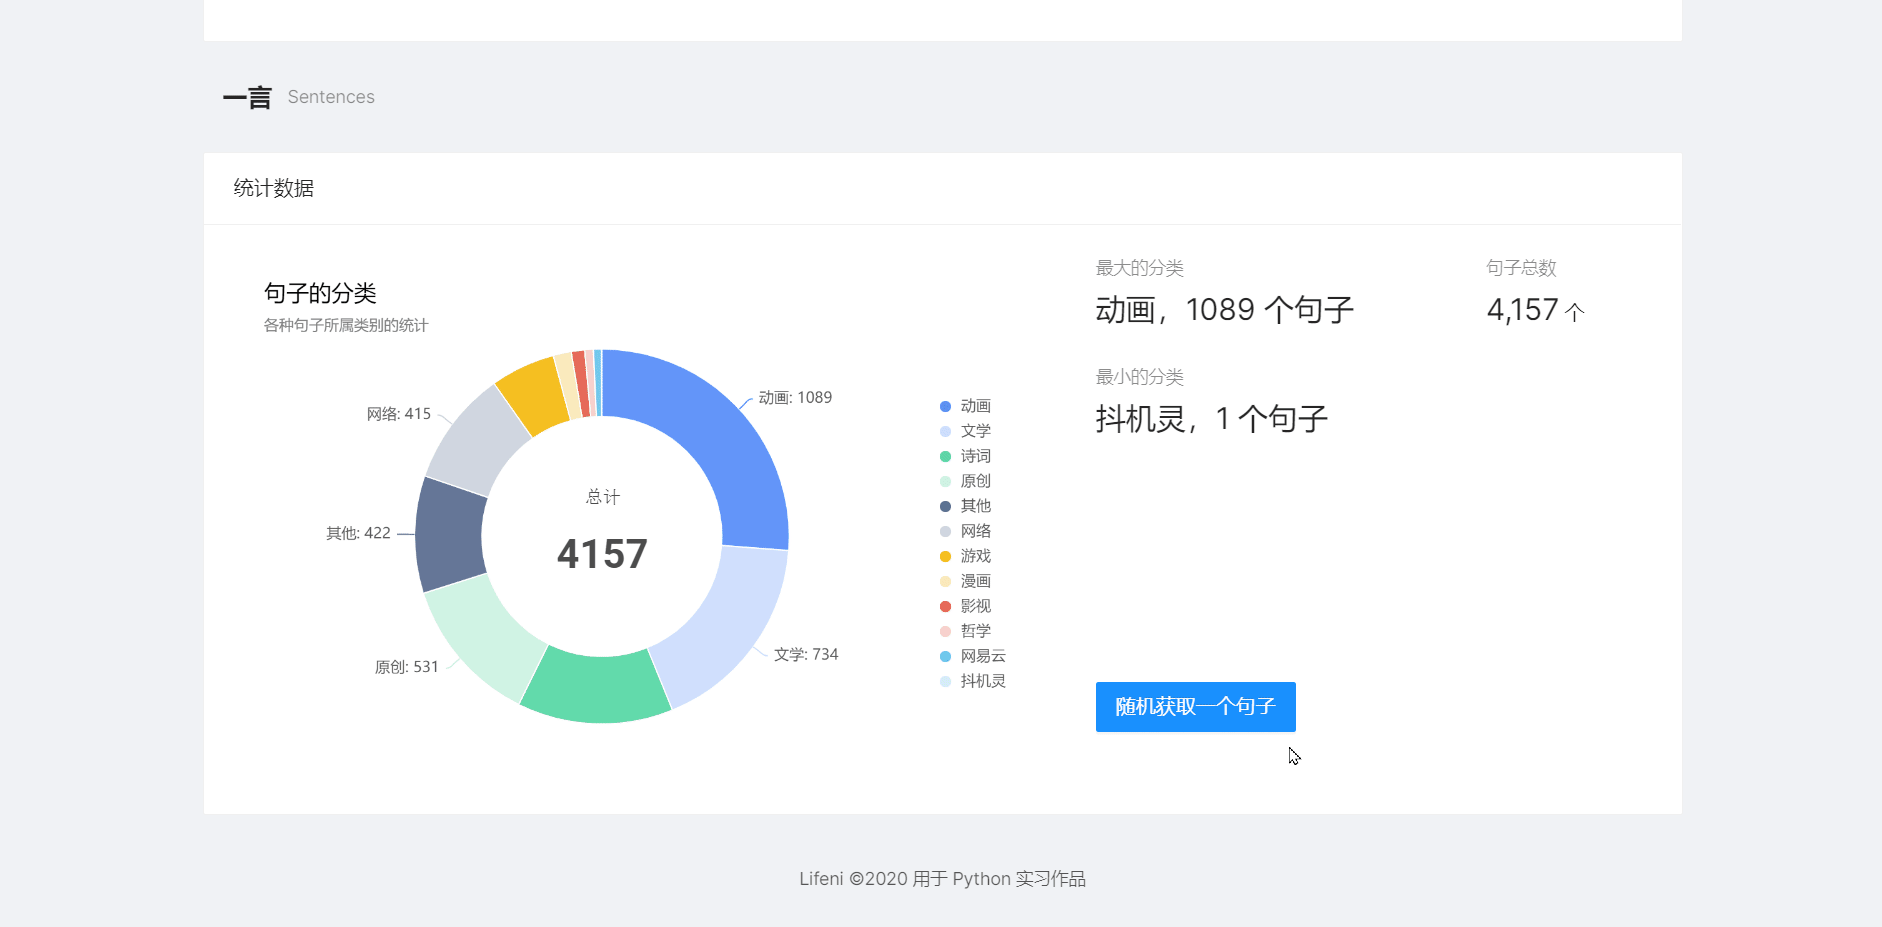 一言 Sentences
统计数据
句子的分类
各种句子所属类别的统计
动画: 1089
网络: 415
其他: 422
原创: 531
文学: 734
总计
4157
动画
文学
诗词
原创
其他
网络
游戏
漫画
影视
哲学
网易云
抖机灵
最大的分类
动画，1089 个句子
句子总数
4,157 个
最小的分类
抖机灵，1 个句子
随机获取一个句子
Lifeni ©2020 用于 Python 实习作品